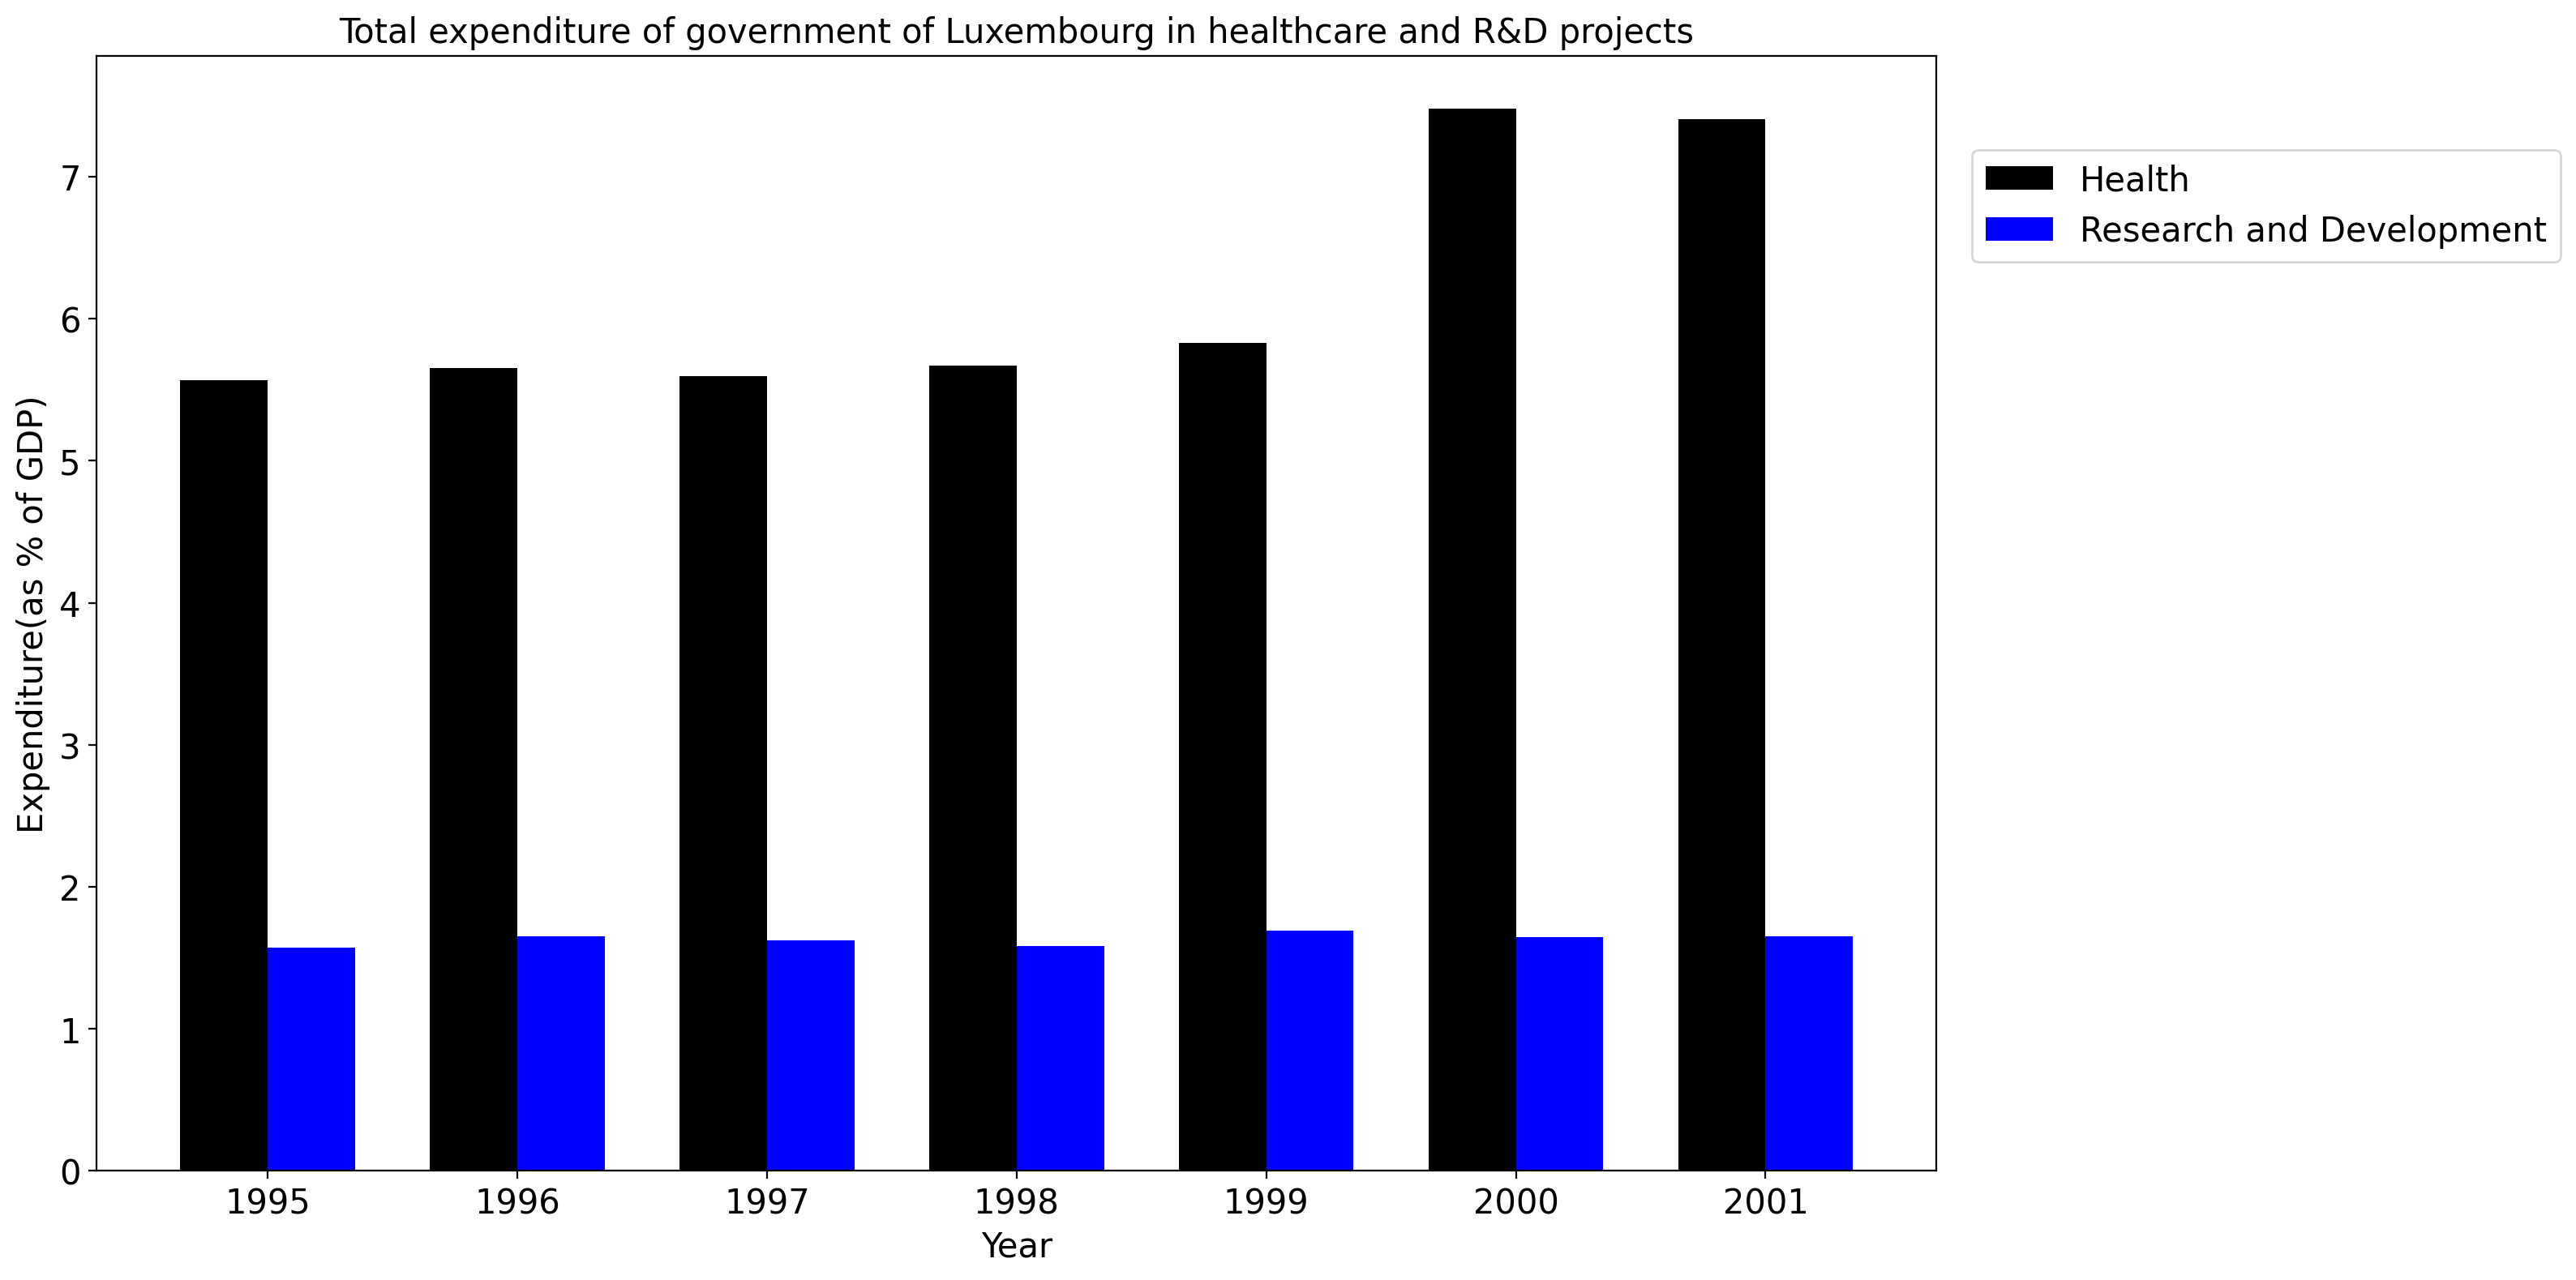 Total expenditure of government of Luxembourg in healthcare and R&D projects
Expenditure(as % of GDP)
7
6
5
4
3
2
1
0
1995 1996 1997 1998 1999 2000 2001
Year
Health
Research and Development